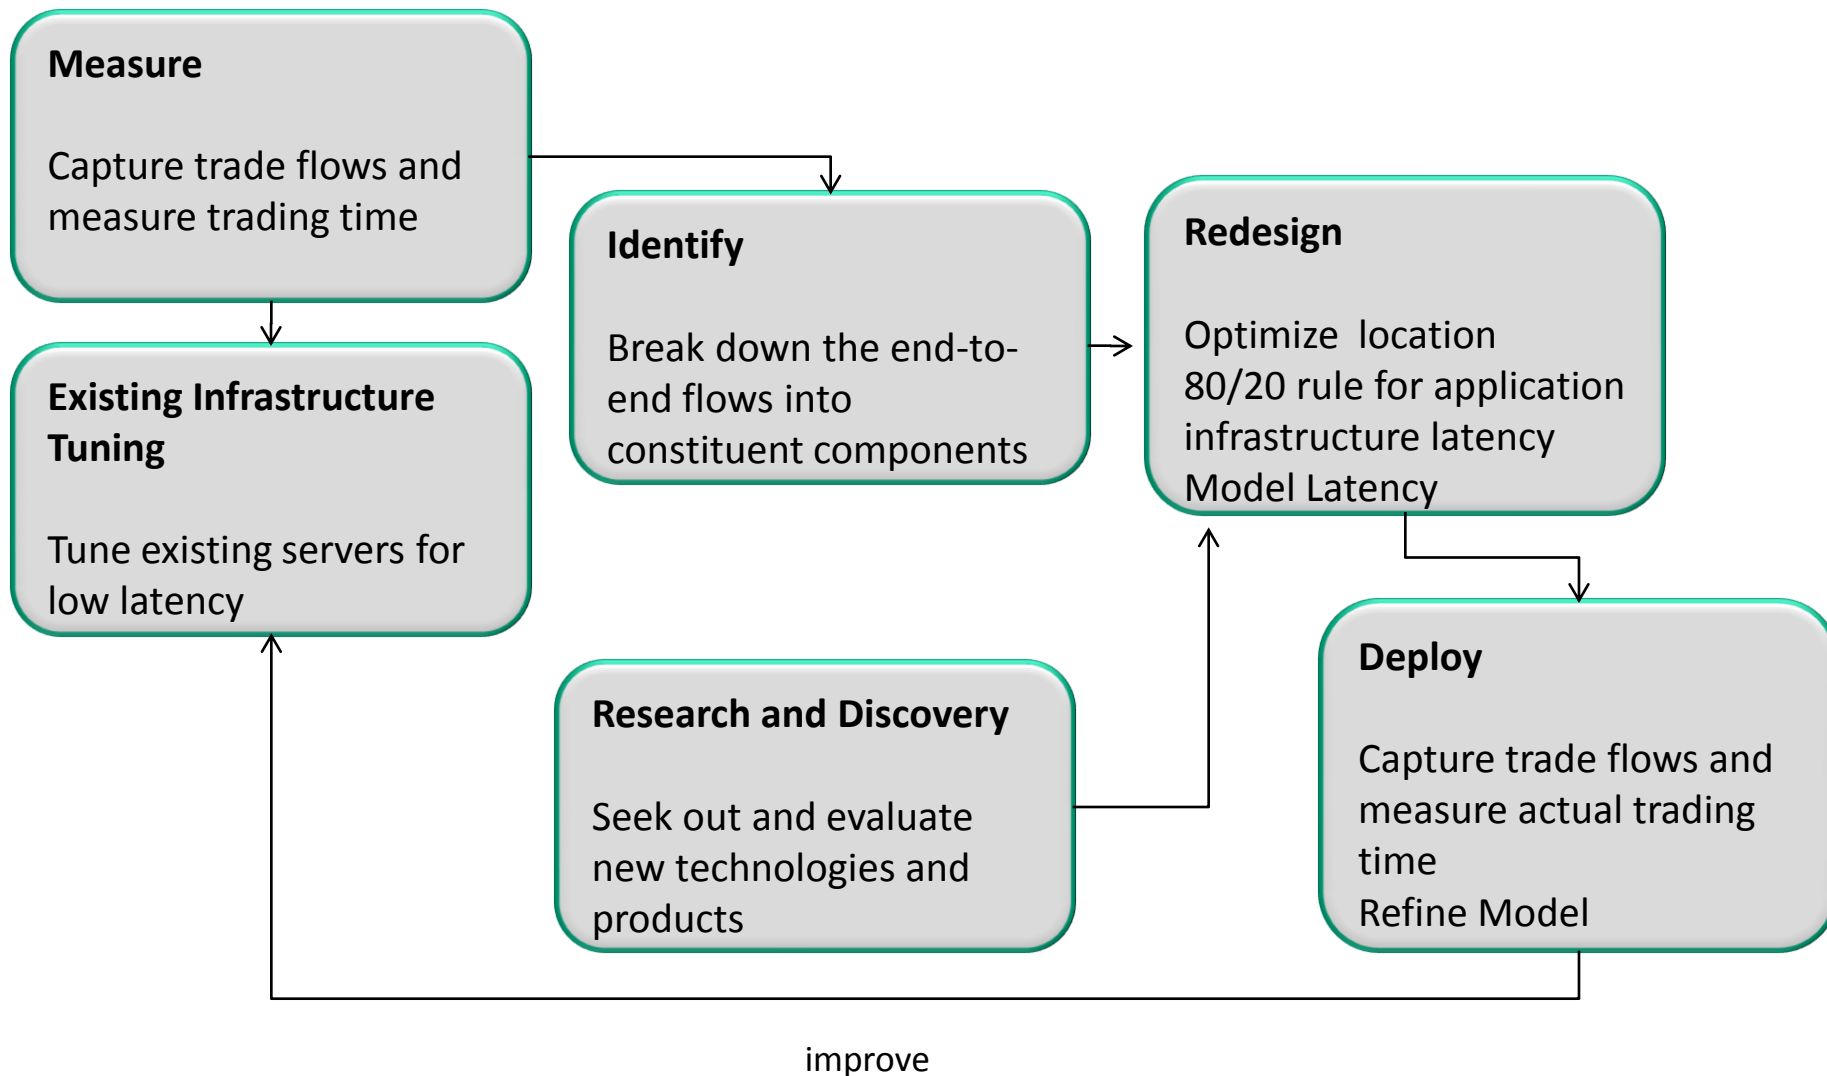 Measure
Capture trade flows and
measure trading time
Existing Infrastructure
Tuning
Tune existing servers for
low latency
Identify
Break down the end-to-
end flows into
constituent components
Redesign
Optimize  location
80/20 rule for application
infrastructure latency
Model Latency
Research and Discovery
Seek out and evaluate
new technologies and
products
Deploy
Capture trade flows and
measure actual trading
time
Refine Model
improve